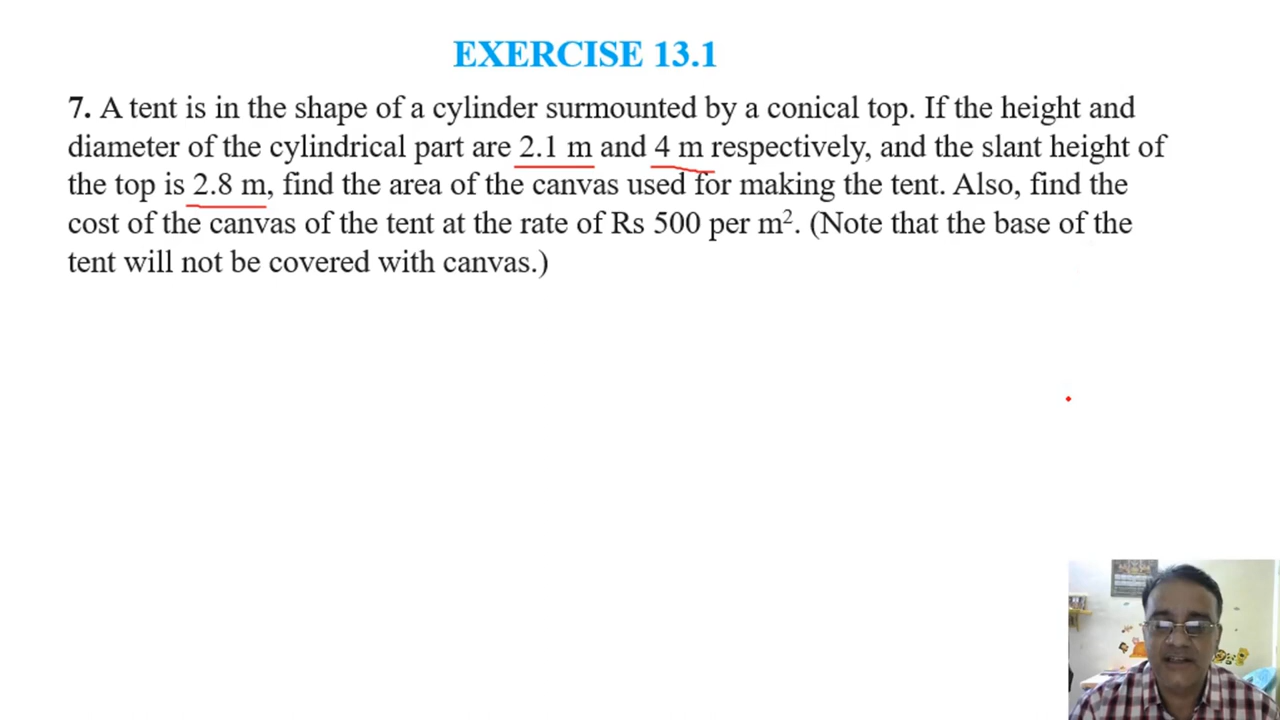 EXERCISE 13.1
7. A tent is in the shape of a cylinder surmounted by a conical top. If the height and
diameter of the cylindrical part are 2.1 m and 4 m respectively, and the slant height of
the top is 2.8 m, find the area of the canvas used for making the tent. Also, find the
cost of the canvas of the tent at the rate of Rs 500 per m². (Note that the base of the
tent will not be covered with canvas.)